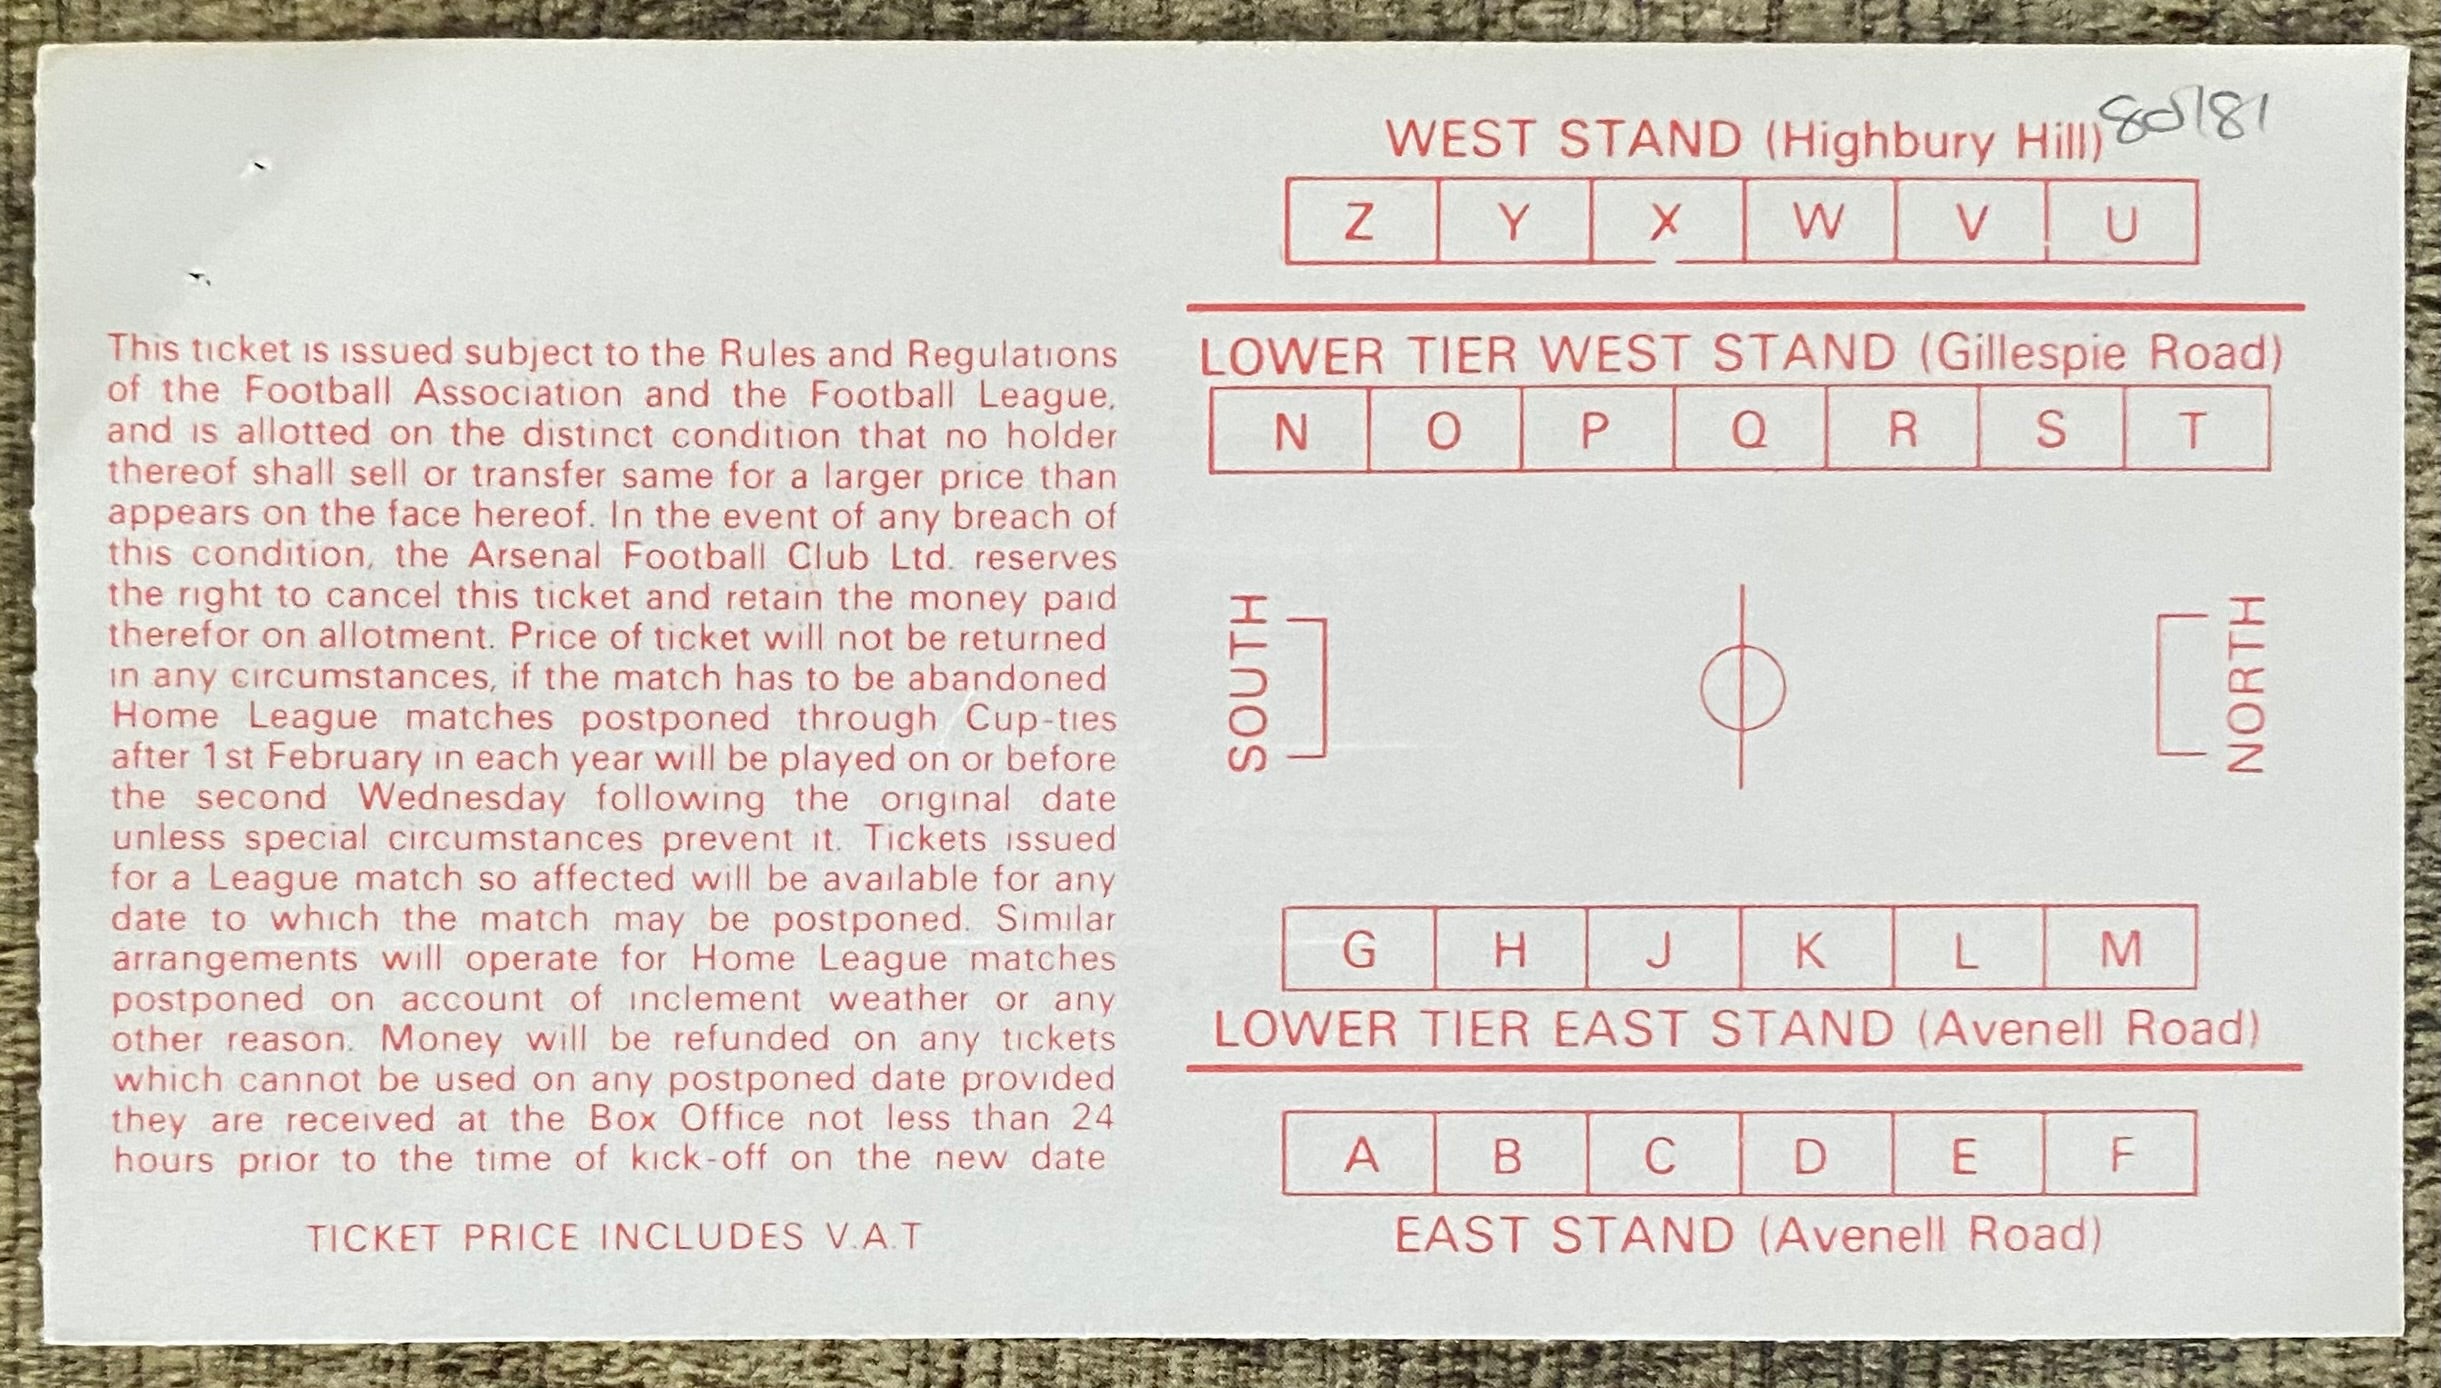 This ticket is issued subject to the Rules and Regulations
of the Football Association and the Football League,
and is allotted on the distinct condition that no holder
thereof shall sell or transfer same for a larger price than
appears on the face hereof. In the event of any breach of
this condition, the Arsenal Football Club Ltd. reserves
the right to cancel this ticket and retain the money paid
therefor on allotment. Price of ticket will not be returned
in any circumstances, if the match has to be abandoned
Home League matches postponed through Cup-ties
after 1st February in each year will be played on or before
the second Wednesday following the original date
unless special circumstances prevent it. Tickets issued
for a League match so affected will be available for any
date to which the match may be postponed. Similar
arrangements will operate for Home League matches
postponed on account of inclement weather or any
other reason. Money will be refunded on any tickets
which cannot be used on any postponed date provided
they are received at the Box Office not less than 24
hours prior to the time of kick-off on the new date
TICKET PRICE INCLUDES V.A.T
WEST STAND (Highbury Hill) 80/81
Z Y X W V U
LOWER TIER WEST STAND (Gillespie Road)
N O P Q R S T
SOUTH
NORTH
G H J K L M
LOWER TIER EAST STAND (Avenell Road)
A B C D E F
EAST STAND (Avenell Road)